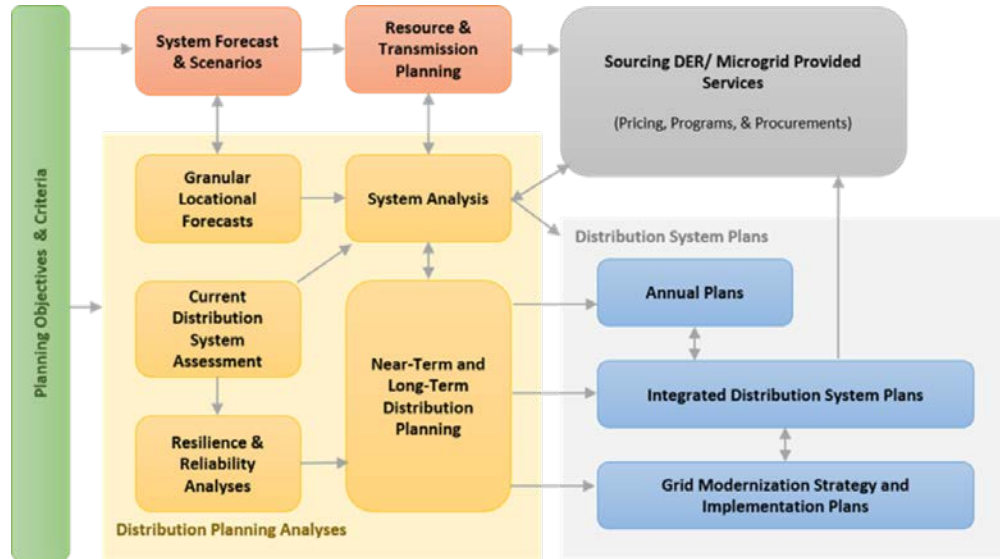 Planning Objectives & Criteria
System Forecast
& Scenarios
Resource &
Transmission
Planning
Sourcing DER/ Microgrid Provided
Services
(Pricing, Programs, & Procurements)
Granular
Locational
Forecasts
System Analysis
Distribution System Plans
Current
Distribution
System
Assessment
Near-Term and
Long-Term
Distribution
Planning
Annual Plans
Integrated Distribution System Plans
Resilience &
Reliability
Analyses
Grid Modernization Strategy and
Implementation Plans
Distribution Planning Analyses